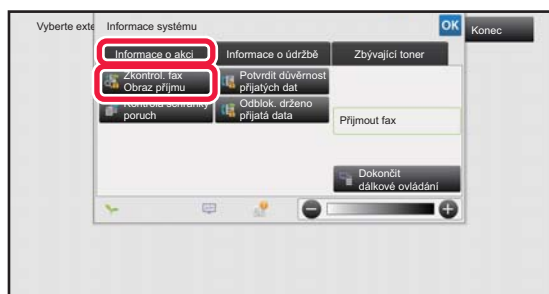 Vyberte exte
Informace systému
OK
Konec
Informace o akci
Informace o údržbě
Zbývající toner
Zkontrol. fax
Obraz příjmu
Potvrdit důvěrnost
přijatých dat
Kontrola schránky
poruch
Odblok. drženo
přijatá data
Přijmout fax
Dokončit
dálkové ovládání